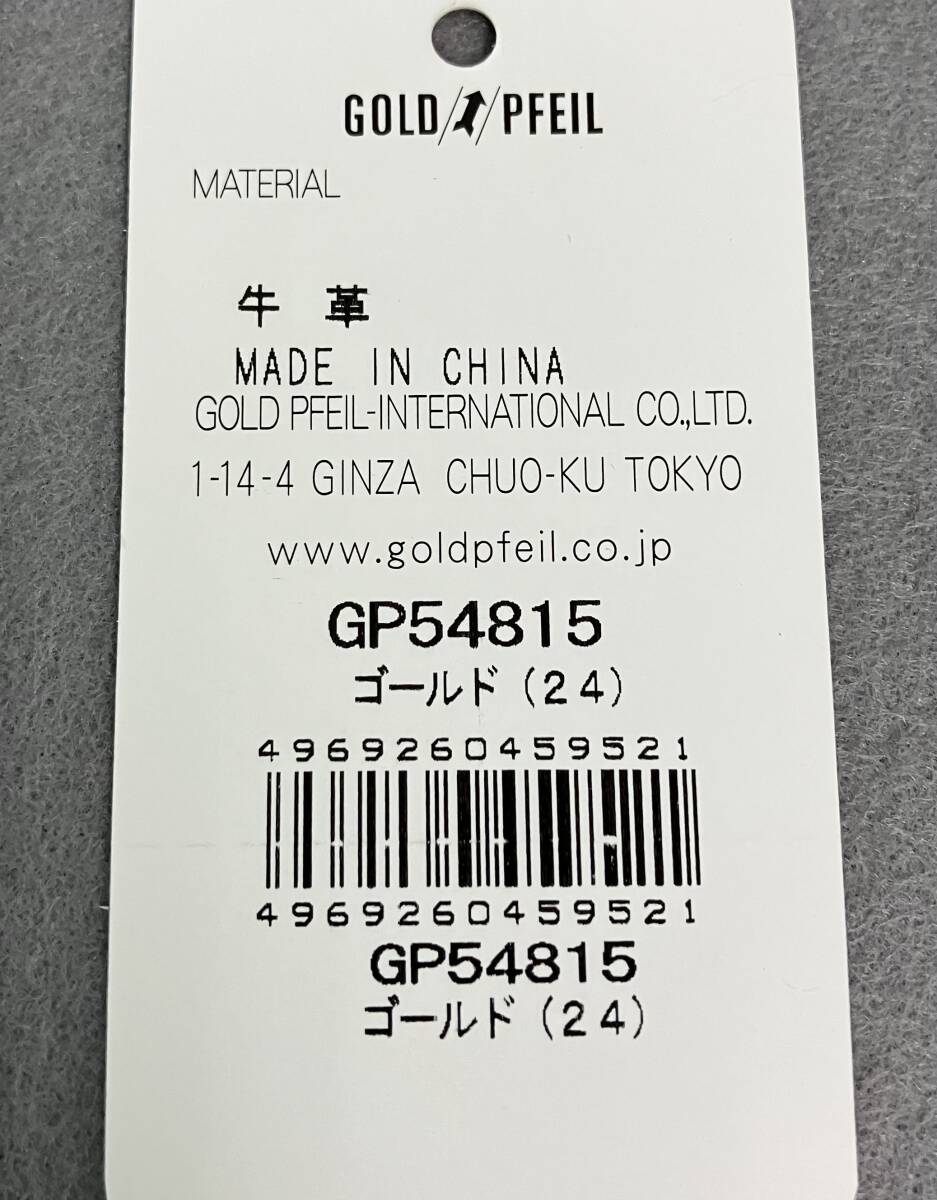 GOLD PFEIL
MATERIAL
牛 革
MADE IN CHINA
GOLD PFEIL-INTERNATIONAL CO.,LTD.
1-14-4 GINZA CHUO-KU TOKYO
www.goldpfeil.co.jp
GP54815
ゴールド(24)
4969260459521
4969260459521
GP54815
ゴールド(24)